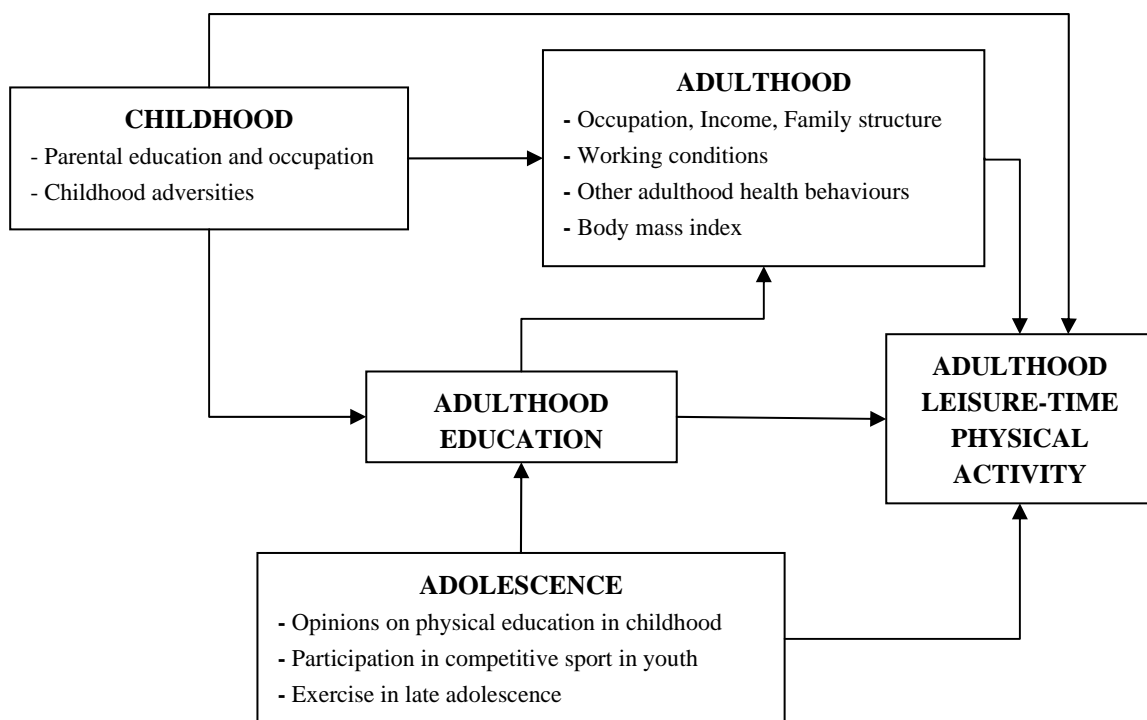 CHILDHOOD
- Parental education and occupation
- Childhood adversities
ADULTHOOD
- Occupation, Income, Family structure
- Working conditions
- Other adulthood health behaviours
- Body mass index
ADULTHOOD
EDUCATION
ADULTHOOD
LEISURE-TIME
PHYSICAL
ACTIVITY
ADOLESCENCE
- Opinions on physical education in childhood
- Participation in competitive sport in youth
- Exercise in late adolescence